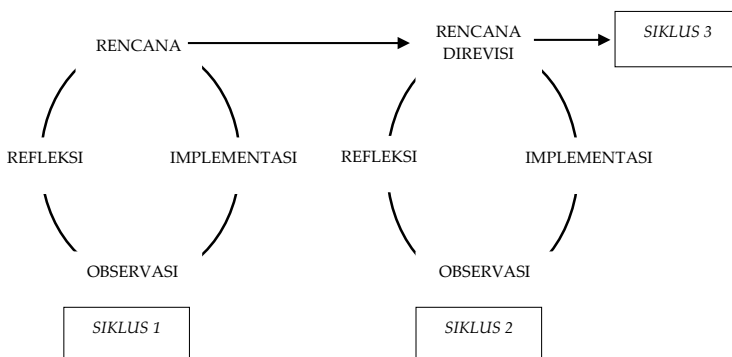 RENCANA
RENCANA
DIREVISI
SIKLUS 3
REFLEKSI
IMPLEMENTASI
REFLEKSI
IMPLEMENTASI
OBSERVASI
OBSERVASI
SIKLUS 1
SIKLUS 2